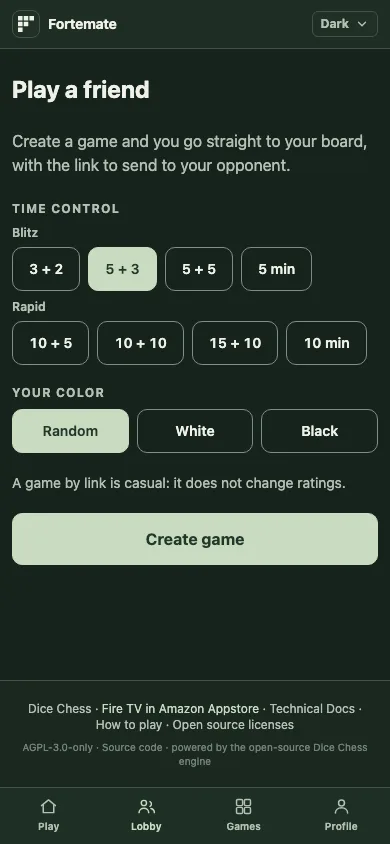 Fortemate
Dark
Play a friend
Create a game and you go straight to your board,
with the link to send to your opponent.
TIME CONTROL
Blitz
3 + 2
5 + 3
5 + 5
5 min
Rapid
10 + 5
10 + 10
15 + 10
10 min
YOUR COLOR
Random
White
Black
A game by link is casual: it does not change ratings.
Create game
Dice Chess · Fire TV in Amazon Appstore · Technical Docs ·
How to play · Open source licenses
AGPL-3.0-only · Source code · powered by the open-source Dice Chess
engine
Play
Lobby
Games
Profile